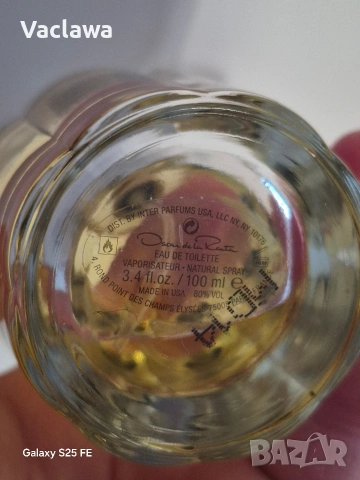 Vaclawa
DIST. BY INTER PARFUMS USA, LLC NY, NY
Oscar de la Renta
EAU DE TOILETTE
VAPORISATEUR • NATURAL SPRAY
3.4 fl.oz. / 100 ml ℮
MADE IN USA 80% VOL
4, ROND POINT DES CHAMPS ELYSEES
Galaxy S25 FE
BAZAR